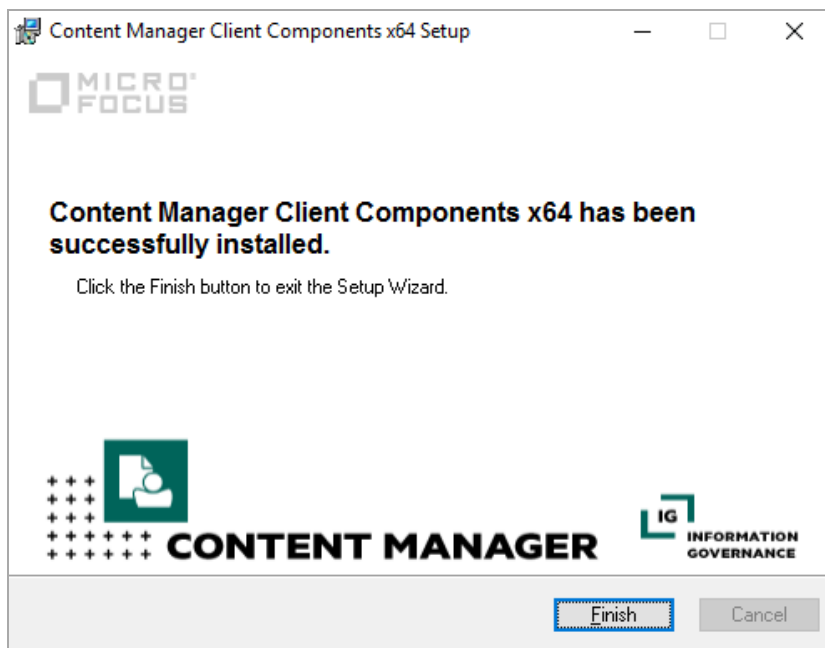 Content Manager Client Components x64 Setup
MICRO
FOCUS
Content Manager Client Components x64 has been
successfully installed.
Click the Finish button to exit the Setup Wizard.
CONTENT MANAGER
IG
INFORMATION
GOVERNANCE
Finish
Cancel